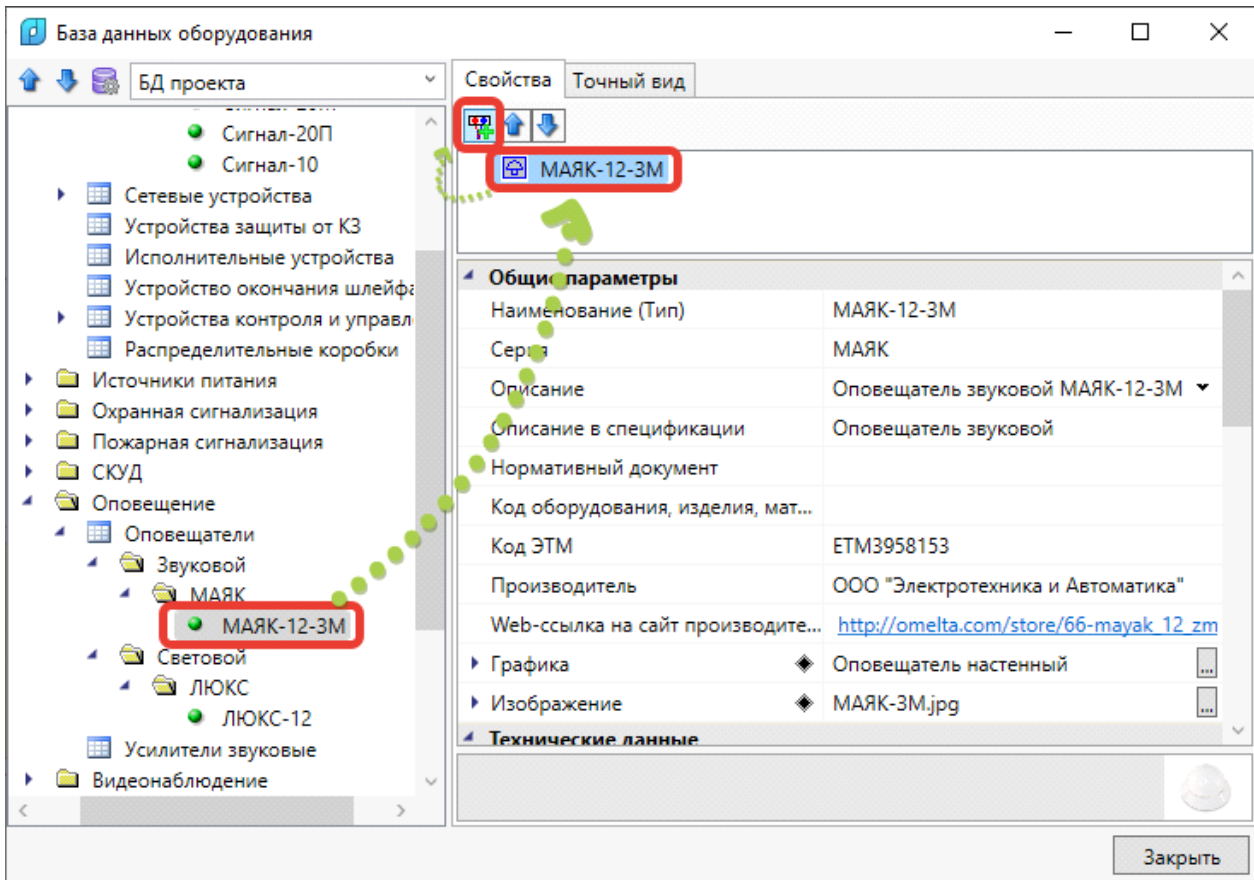 База данных оборудования
БД проекта
Сигнал-20П
Сигнал-10
Сетевые устройства
Устройства защиты от КЗ
Исполнительные устройства
Устройство окончания шлейфа
Устройства контроля и управл
Распределительные коробки
Источники питания
Охранная сигнализация
Пожарная сигнализация
СКУД
Оповещение
Оповещатели
Звуковой
МАЯК
МАЯК-12-3М
Световой
ЛЮКС
ЛЮКС-12
Усилители звуковые
Видеонаблюдение
Свойства Точный вид
МАЯК-12-3М
Общие параметры
Наименование (Тип) МАЯК-12-3М
Серия МАЯК
Описание Оповещатель звуковой МАЯК-12-3М
Описание в спецификации Оповещатель звуковой
Нормативный документ
Код оборудования, изделия, мат...
Код ЭТМ ETM3958153
Производитель ООО "Электротехника и Автоматика"
Web-ссылка на сайт производите... http://omelta.com/store/66-mayak_12_zm
Графика Оповещатель настенный ...
Изображение МАЯК-3М.jpg ...
Технические данные
Закрыть